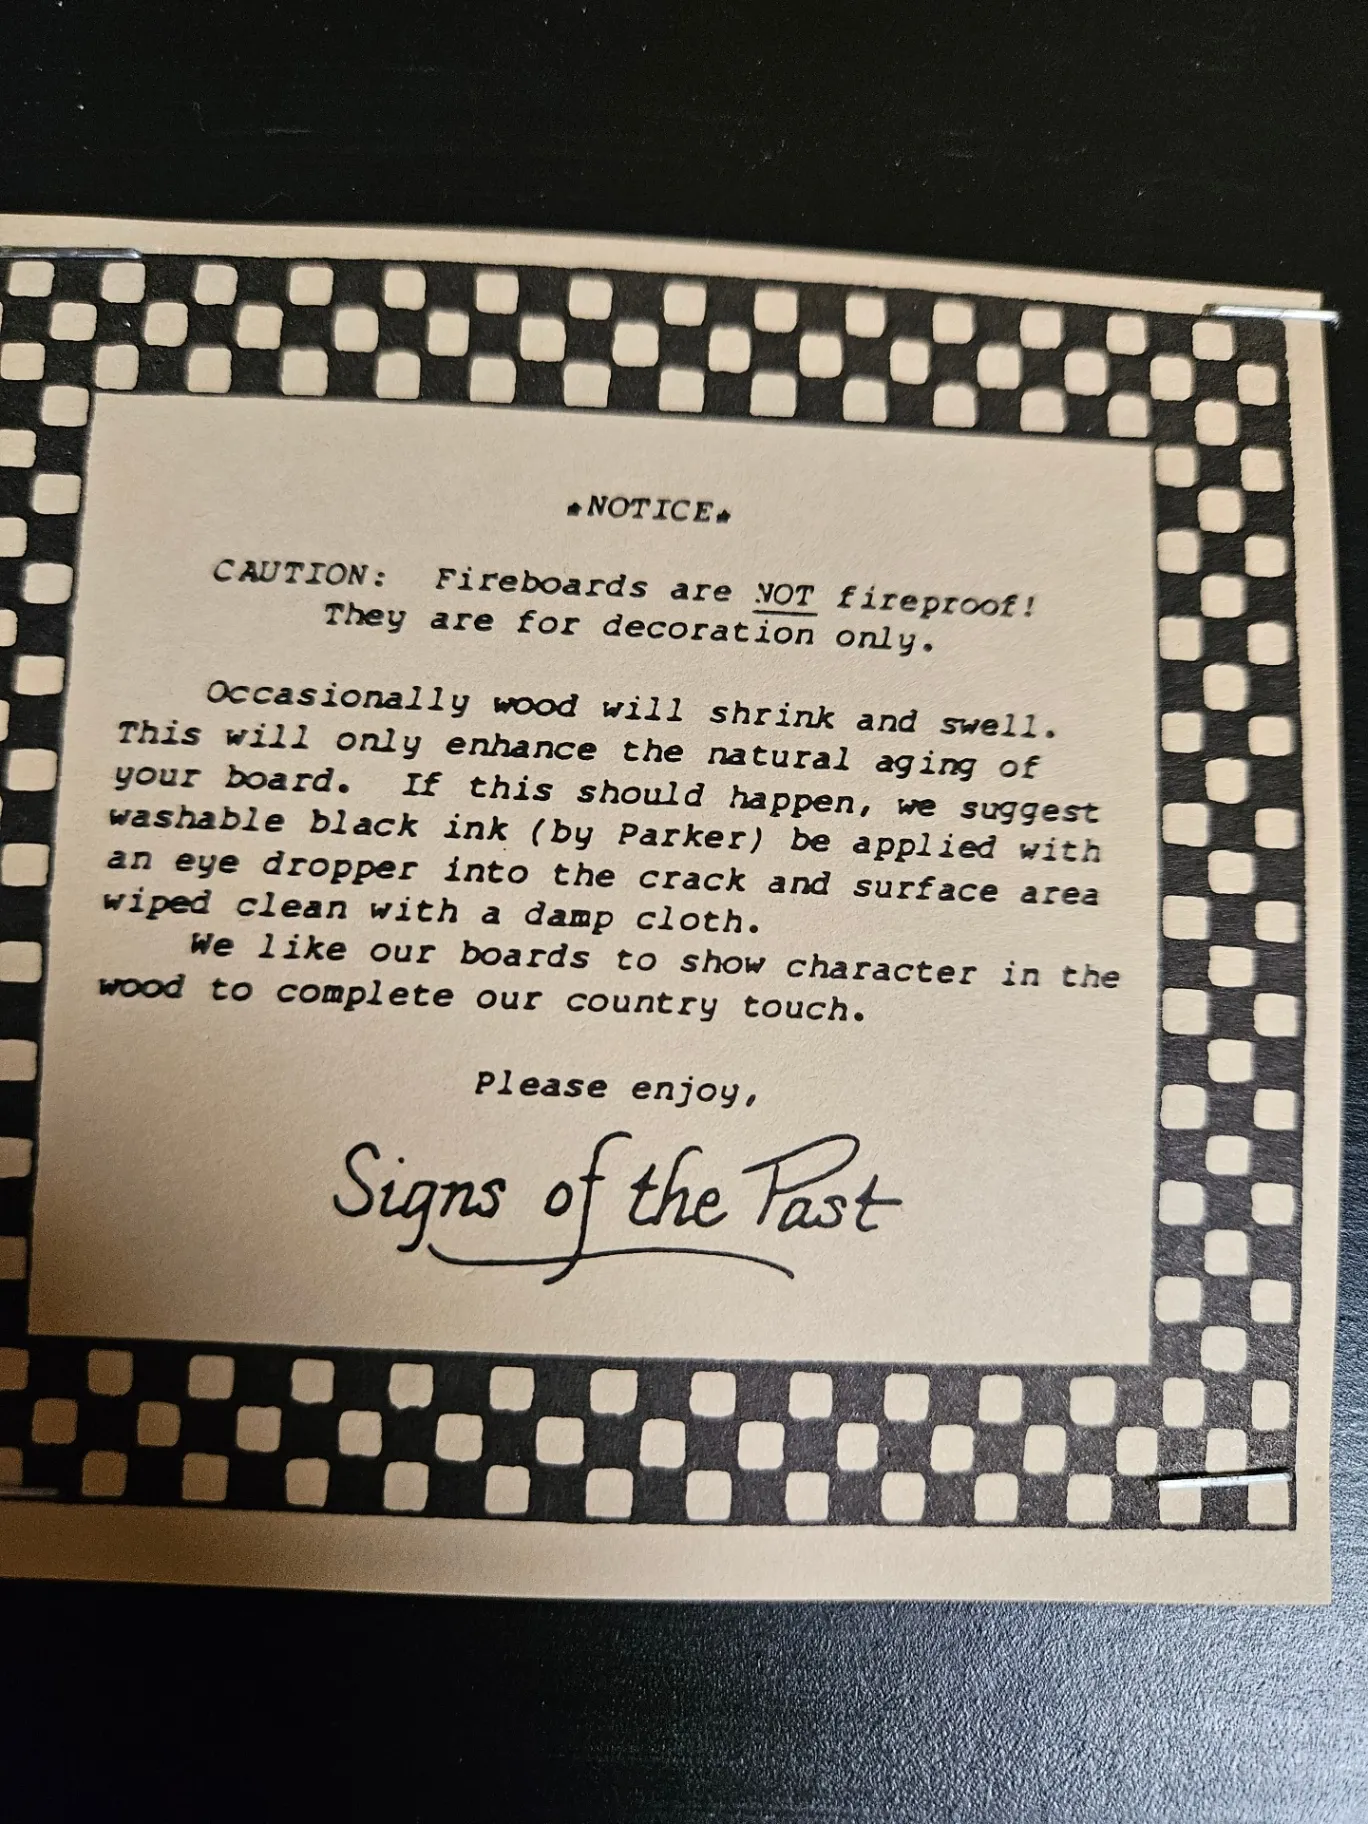 *NOTICE*
CAUTION: Fireboards are NOT fireproof!
They are for decoration only.
Occasionally wood will shrink and swell.
This will only enhance the natural aging of
your board. If this should happen, we suggest
washable black ink (by Parker) be applied with
an eye dropper into the crack and surface area
wiped clean with a damp cloth.
We like our boards to show character in the
wood to complete our country touch.
Please enjoy,
Signs of the Past